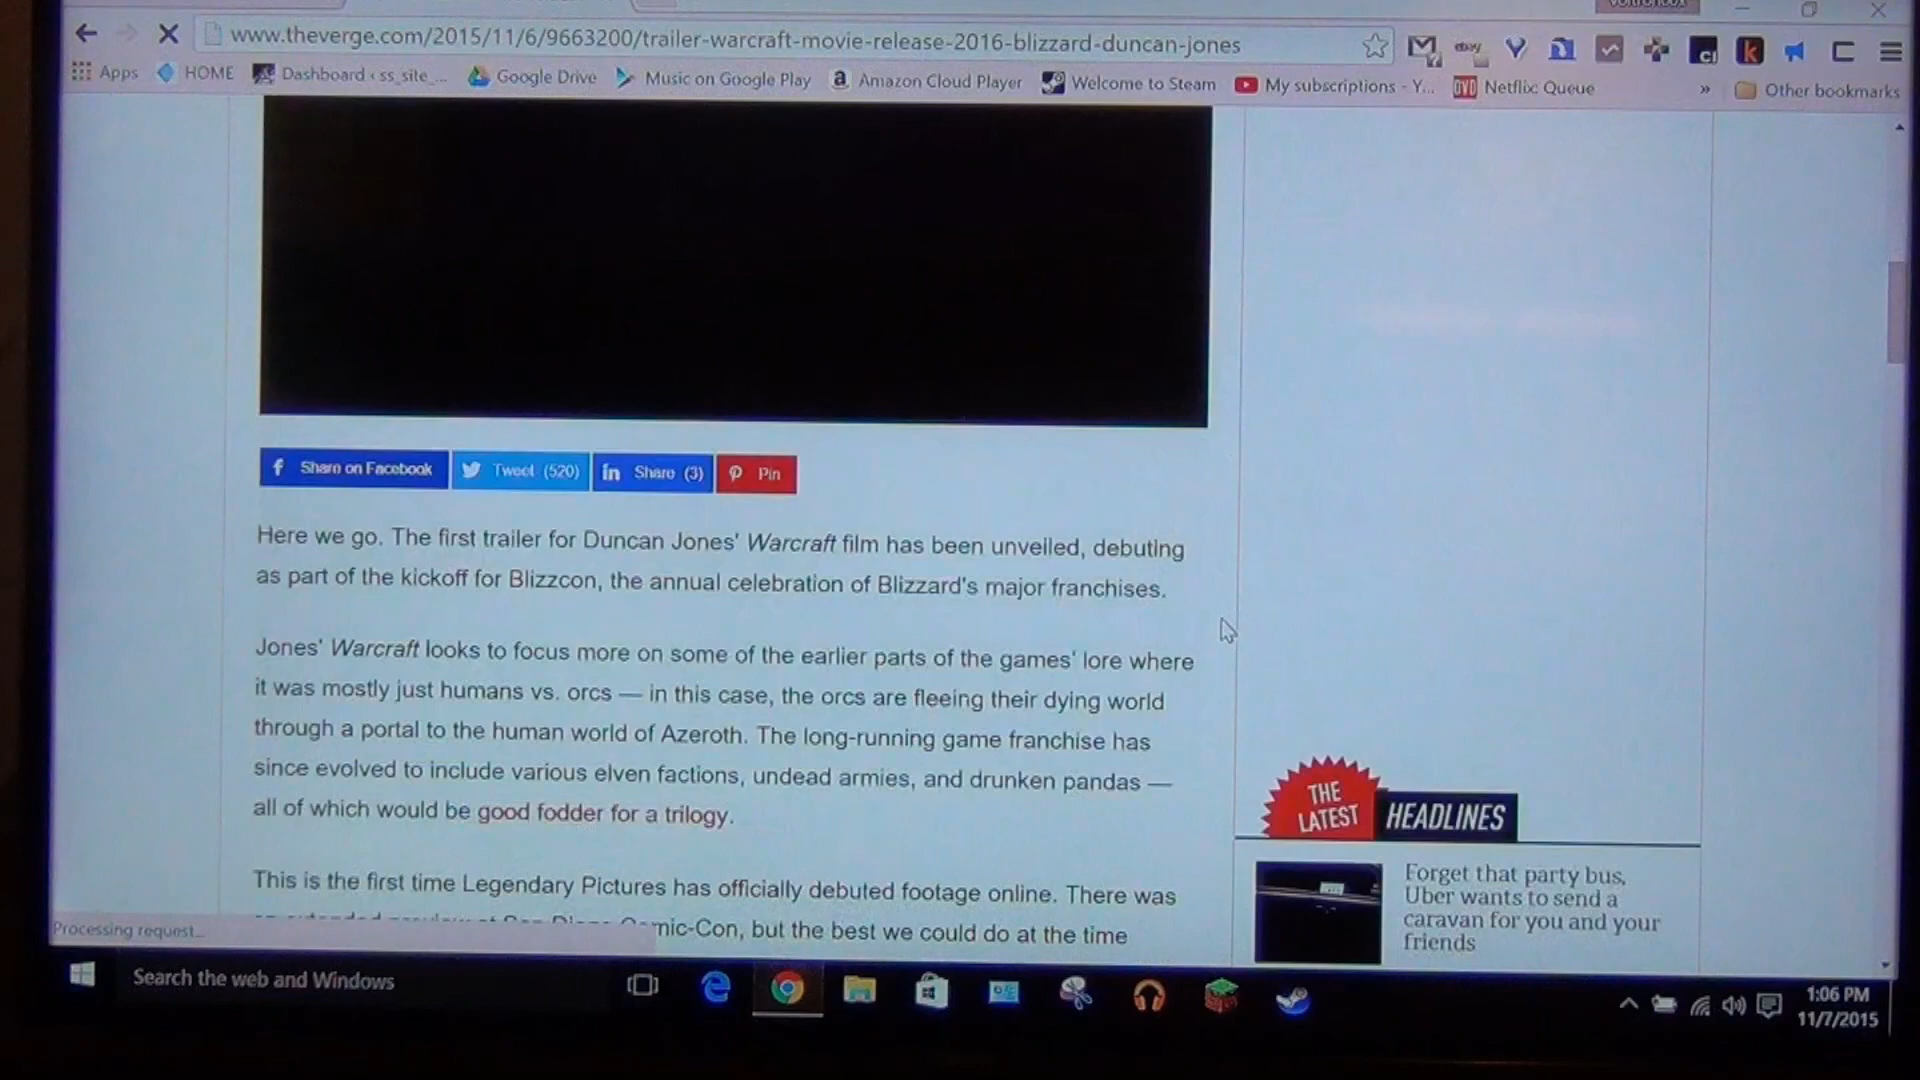 www.theverge.com/2015/11/6/9663200/trailer-warcraft-movie-release-2016-blizzard-duncan-jones
Apps HOME Dashboard ‹ ss_site_... Google Drive Music on Google Play Amazon Cloud Player Welcome to Steam My subscriptions - Y... Netflix: Queue » Other bookmarks
Share on Facebook Tweet (520) Share (3) Pin
Here we go. The first trailer for Duncan Jones' Warcraft film has been unveiled, debuting
as part of the kickoff for Blizzcon, the annual celebration of Blizzard's major franchises.
Jones' Warcraft looks to focus more on some of the earlier parts of the games' lore where
it was mostly just humans vs. orcs — in this case, the orcs are fleeing their dying world
through a portal to the human world of Azeroth. The long-running game franchise has
since evolved to include various elven factions, undead armies, and drunken pandas —
all of which would be good fodder for a trilogy.
This is the first time Legendary Pictures has officially debuted footage online. There was
mic-Con, but the best we could do at the time
THE
LATEST
HEADLINES
Forget that party bus,
Uber wants to send a
caravan for you and your
friends
Processing request...
Search the web and Windows
1:06 PM
11/7/2015